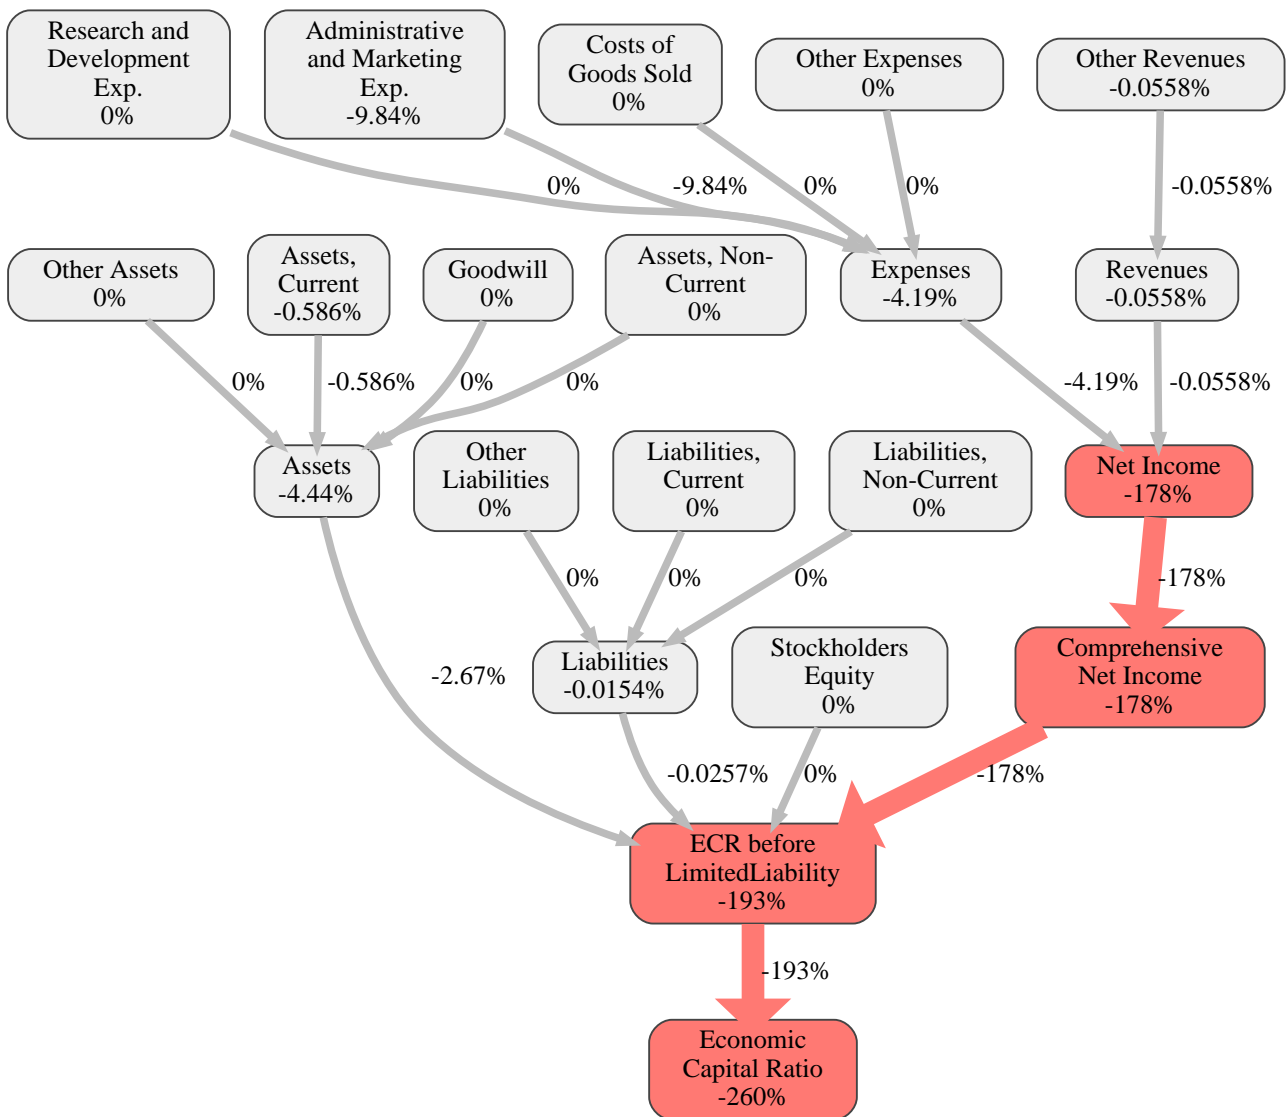 Research and
Development
Exp.
0%
Administrative
and Marketing
Exp.
-9.84%
Costs of
Goods Sold
0%
Other Expenses
0%
Other Revenues
-0.0558%
0%
-9.84%
0%
0%
-0.0558%
Other Assets
0%
Assets,
Current
-0.586%
Goodwill
0%
Assets, Non-
Current
0%
Expenses
-4.19%
Revenues
-0.0558%
0%
-0.586%
0%
0%
-4.19%
-0.0558%
Assets
-4.44%
Other
Liabilities
0%
Liabilities,
Current
0%
Liabilities,
Non-Current
0%
Net Income
-178%
0%
0%
0%
-178%
Liabilities
-0.0154%
Stockholders
Equity
0%
Comprehensive
Net Income
-178%
-2.67%
-0.0257%
0%
-178%
ECR before
LimitedLiability
-193%
-193%
Economic
Capital Ratio
-260%